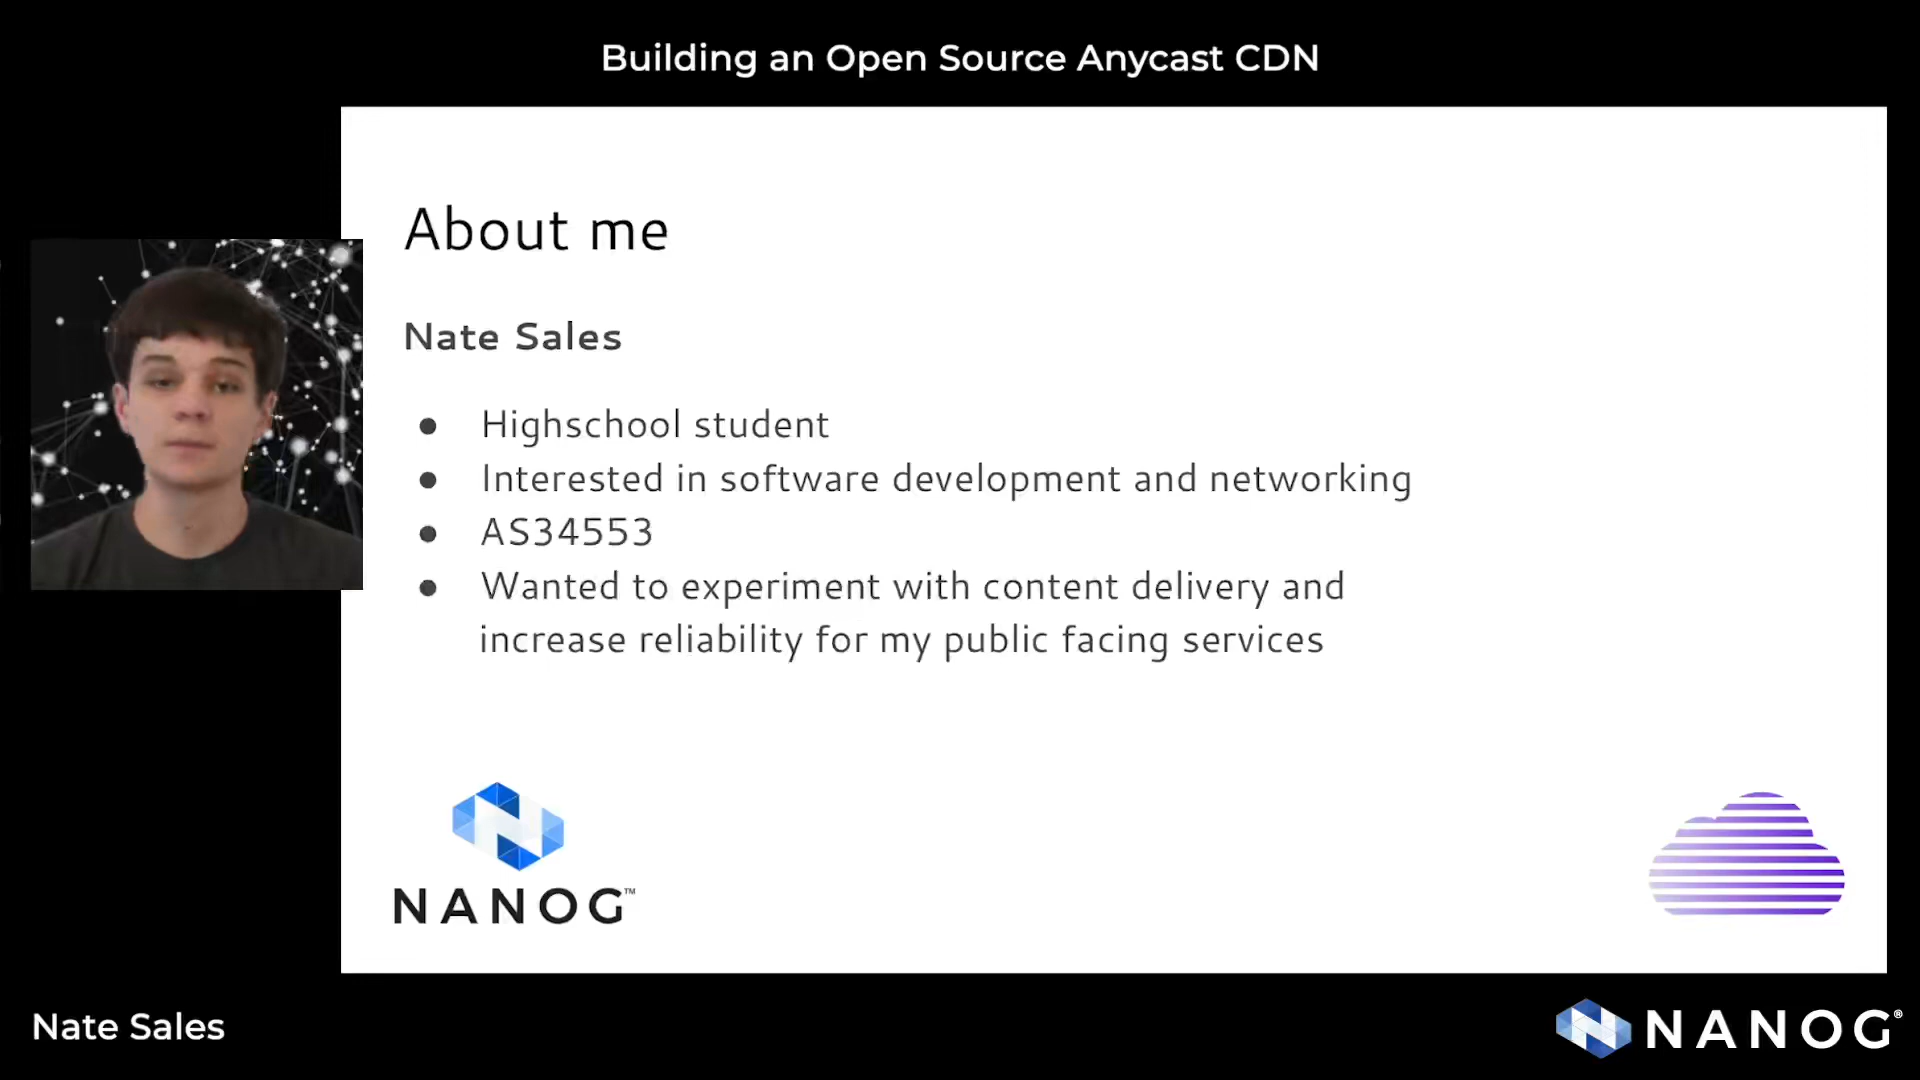 Building an Open Source Anycast CDN
About me
Nate Sales
● Highschool student
● Interested in software development and networking
● AS34553
● Wanted to experiment with content delivery and
increase reliability for my public facing services
NANOG™
Nate Sales
NANOG®